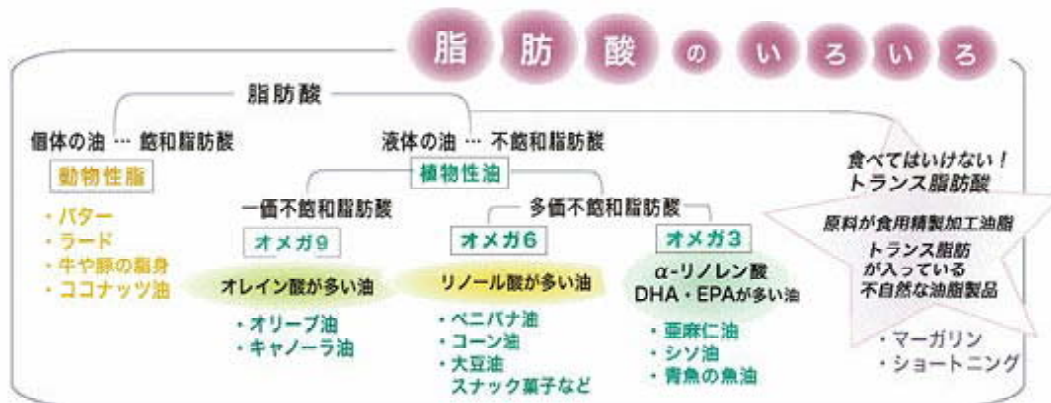 脂肪酸のいろいろ
脂肪酸
個体の油 … 飽和脂肪酸
動物性脂
・バター
・ラード
・牛や豚の脂身
・ココナッツ油
液体の油 … 不飽和脂肪酸
植物性油
一価不飽和脂肪酸
オメガ9
オレイン酸が多い油
・オリーブ油
・キャノーラ油
多価不飽和脂肪酸
オメガ6
リノール酸が多い油
・ベニバナ油
・コーン油
・大豆油
スナック菓子など
オメガ3
α-リノレン酸
DHA・EPAが多い油
・亜麻仁油
・シソ油
・青魚の魚油
食べてはいけない！
トランス脂肪酸
原料が食用精製加工油脂
トランス脂肪
が入っている
不自然な油脂製品
・マーガリン
・ショートニング